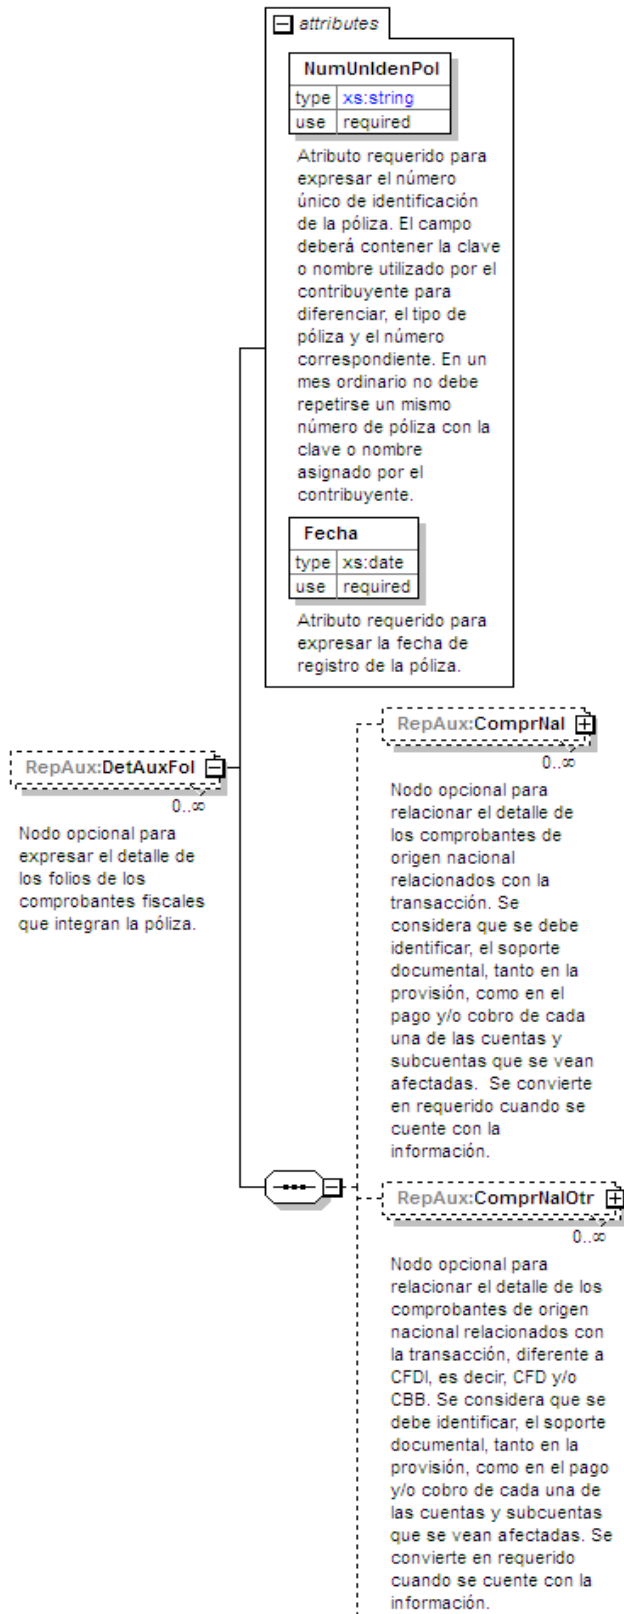 attributes
NumUnIdenPol
type xs:string
use required
Atributo requerido para
expresar el número
único de identificación
de la póliza. El campo
deberá contener la clave
o nombre utilizado por el
contribuyente para
diferenciar, el tipo de
póliza y el número
correspondiente. En un
mes ordinario no debe
repetirse un mismo
número de póliza con la
clave o nombre
asignado por el
contribuyente.
Fecha
type xs:date
use required
Atributo requerido para
expresar la fecha de
registro de la póliza.
RepAux:DetAuxFol
0..∞
Nodo opcional para
expresar el detalle de
los folios de los
comprobantes fiscales
que integran la póliza.
RepAux:ComprNal
0..∞
Nodo opcional para
relacionar el detalle de
los comprobantes de
origen nacional
relacionados con la
transacción. Se
considera que se debe
identificar, el soporte
documental, tanto en la
provisión, como en el
pago y/o cobro de cada
una de las cuentas y
subcuentas que se vean
afectadas.  Se convierte
en requerido cuando se
cuente con la
información.
RepAux:ComprNalOtr
0..∞
Nodo opcional para
relacionar el detalle de los
comprobantes de origen
nacional relacionados con
la transacción, diferente a
CFDI, es decir, CFD y/o
CBB. Se considera que se
debe identificar, el soporte
documental, tanto en la
provisión, como en el pago
y/o cobro de cada una de
las cuentas y subcuentas
que se vean afectadas. Se
convierte en requerido
cuando se cuente con la
información.